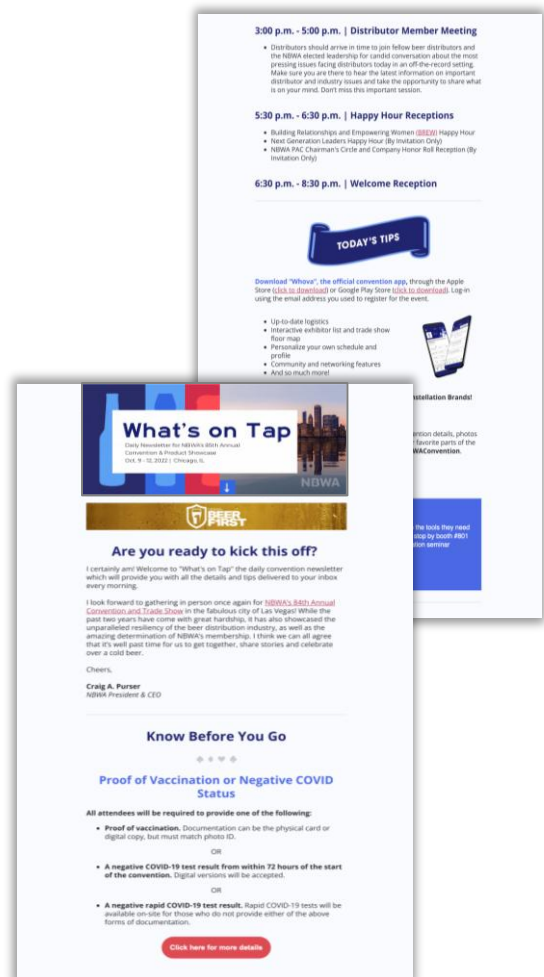 3:00 p.m. - 5:00 p.m. | Distributor Member Meeting
• Distributors should arrive in time to join fellow beer distributors and
the NBWA elected leadership for candid conversation about the most
pressing issues facing distributors today in an off-the-record setting.
Make sure you are there to hear the latest information on important
distributor and industry issues and take the opportunity to share what
is on your mind. Don't miss this important session.
5:30 p.m. - 6:30 p.m. | Happy Hour Receptions
• Building Relationships and Empowering Women (BREW) Happy Hour
• Next Generation Leaders Happy Hour (By Invitation Only)
• NBWA PAC Chairman's Circle and Company Honor Roll Reception (By
Invitation Only)
6:30 p.m. - 8:30 p.m. | Welcome Reception
TODAY'S TIPS
Download "Whova", the official convention app, through the Apple
Store (click to download) or Google Play Store (click to download). Log-in
using the email address you used to register for the event.
• Up-to-date logistics
• Interactive exhibitor list and trade show
floor map
• Personalize your own schedule and
profile
• Community and networking features
• And so much more!
nstellation Brands!
ention details, photos
r favorite parts of the
WAConvention.
the tools they need
stop by booth #801
tion seminar
What's on Tap
Daily Newsletter for NBWA's 85th Annual
Convention & Product Showcase
Oct. 9 - 12, 2022 | Chicago, IL
NBWA
BEER
FIRST
Are you ready to kick this off?
I certainly am! Welcome to "What's on Tap" the daily convention newsletter
which will provide you with all the details and tips delivered to your inbox
every morning.
I look forward to gathering in person once again for NBWA's 84th Annual
Convention and Trade Show in the fabulous city of Las Vegas! While the
past two years have come with great hardship, it has also showcased the
unparalleled resiliency of the beer distribution industry, as well as the
amazing determination of NBWA's membership. I think we can all agree
that it's well past time for us to get together, share stories and celebrate
over a cold beer.
Cheers,
Craig A. Purser
NBWA President & CEO
Know Before You Go
Proof of Vaccination or Negative COVID
Status
All attendees will be required to provide one of the following:
• Proof of vaccination. Documentation can be the physical card or
digital copy, but must match photo ID.
OR
• A negative COVID-19 test result from within 72 hours of the start
of the convention. Digital versions will be accepted.
OR
• A negative rapid COVID-19 test result. Rapid COVID-19 tests will be
available on-site for those who do not provide either of the above
forms of documentation.
Click here for more details